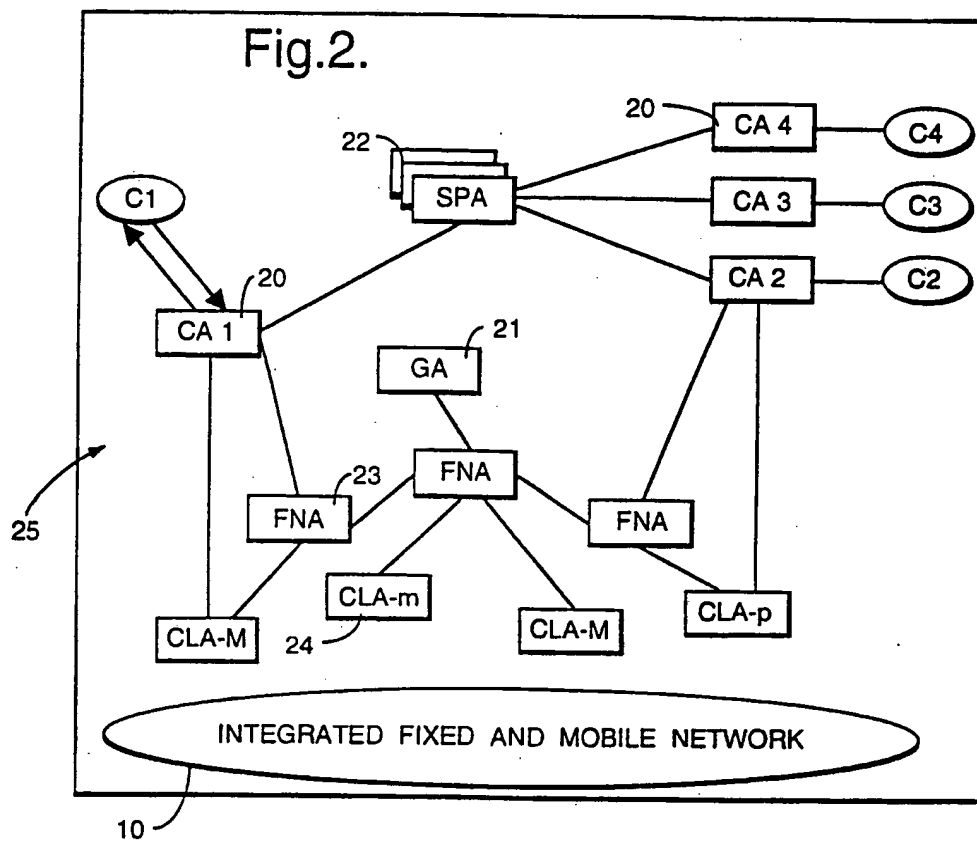 Fig.2.
20
CA 4
C4
22
SPA
CA 3
C3
C1
20
CA 2
C2
CA 1
21
GA
FNA
23
FNA
FNA
25
CLA-m
CLA-p
24
CLA-M
CLA-M
INTEGRATED FIXED AND MOBILE NETWORK
10